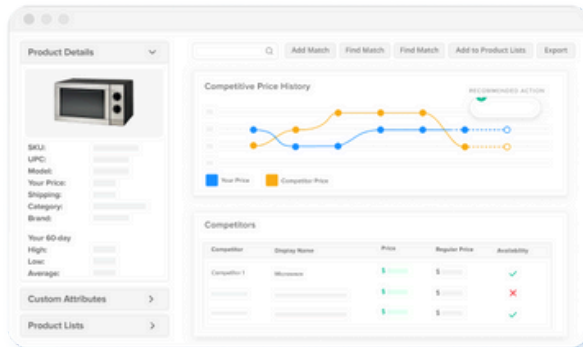 Product Details
Add Match
Find Match
Find Match
Add to Product Lists
Export
SKU:
UPC:
Model:
Your Price:
Shipping:
Category:
Brand:
Your 60-day
High:
Low:
Average:
Custom Attributes
Product Lists
Competitive Price History
RECOMMENDED ACTION
Your Price
Competitor Price
Competitors
Competitor Display Name Price Regular Price Availability
Competitor 1 Microwave $ $
$ $
$ $